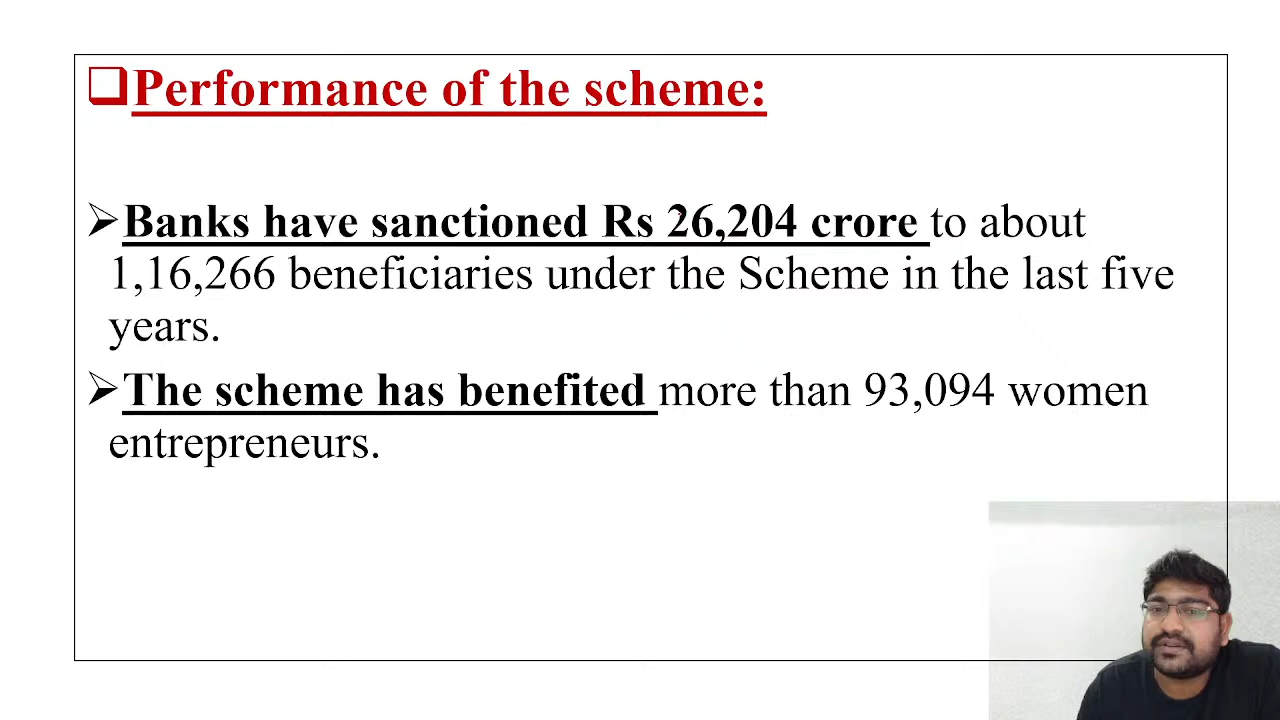 Performance of the scheme:
Banks have sanctioned Rs 26,204 crore to about
1,16,266 beneficiaries under the Scheme in the last five
years.
The scheme has benefited more than 93,094 women
entrepreneurs.